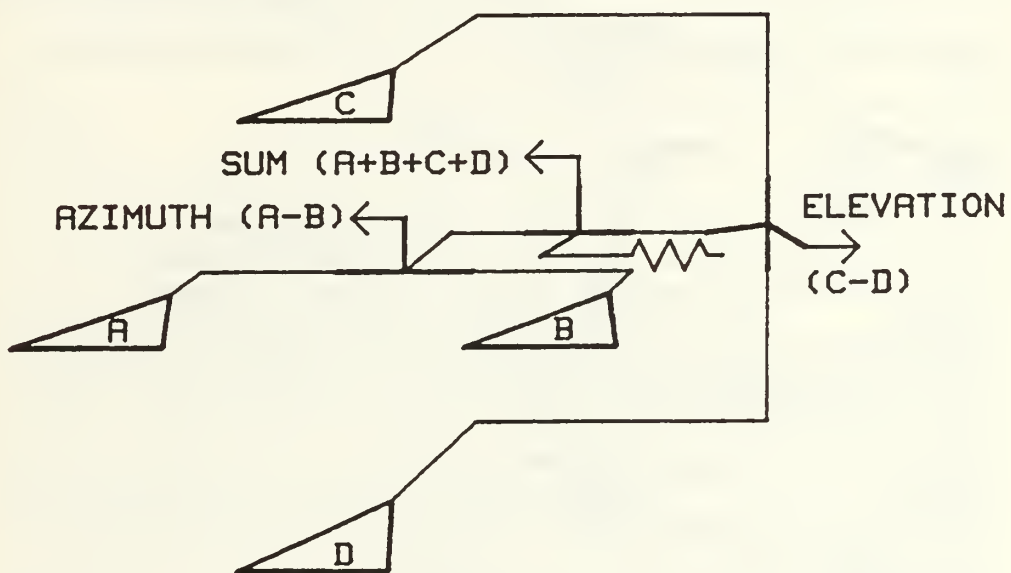 C
SUM (A+B+C+D)
AZIMUTH (A-B)
ELEVATION
(C-D)
A
B
D